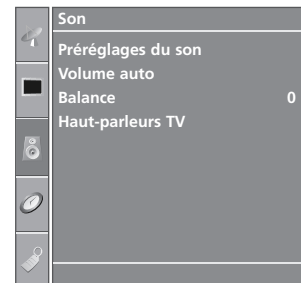 Son
Préréglages du son
Volume auto
Balance 0
Haut-parleurs TV